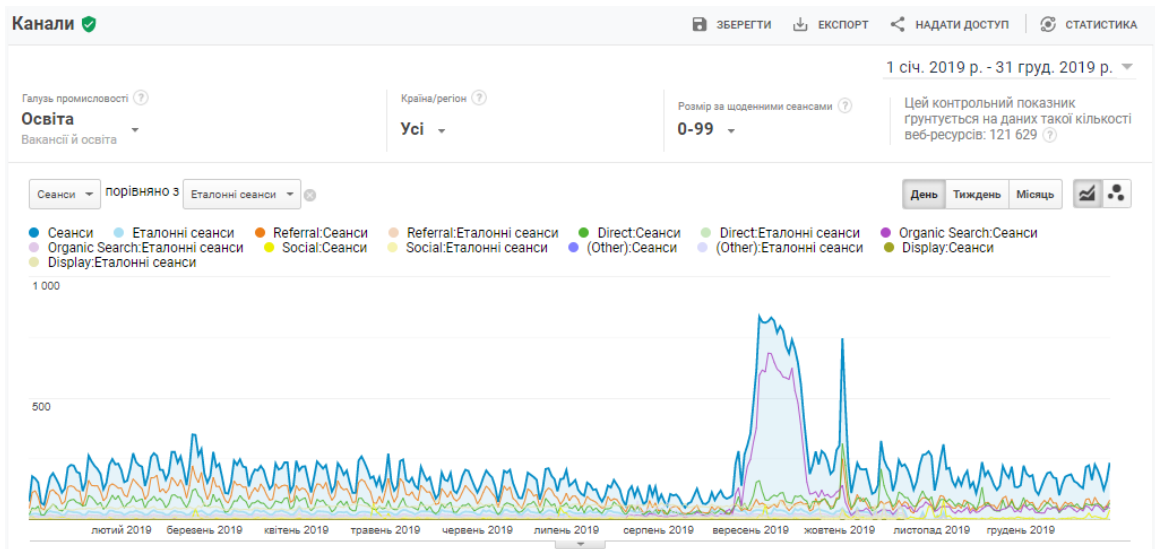 Канали
ЗБЕРЕГТИ ЕКСПОРТ НАДАТИ ДОСТУП СТАТИСТИКА
1 січ. 2019 р. - 31 груд. 2019 р.
Галузь промисловості ?
Освіта
Вакансії й освіта
Країна/регіон ?
Усі
Розмір за щоденними сеансами ?
0-99
Цей контрольний показник
ґрунтується на даних такої кількості
веб-ресурсів: 121 629 ?
Сеанси порівняно з Еталонні сеанси
День Тиждень Місяць
Сеанси Еталонні сеанси Referral:Сеанси Referral:Еталонні сеанси Direct:Сеанси Direct:Еталонні сеанси Organic Search:Сеанси
Organic Search:Еталонні сеанси Social:Сеанси Social:Еталонні сеанси (Other):Сеанси (Other):Еталонні сеанси Display:Сеанси
Display:Еталонні сеанси
1 000
500
лютий 2019 березень 2019 квітень 2019 травень 2019 червень 2019 липень 2019 серпень 2019 вересень 2019 жовтень 2019 листопад 2019 грудень 2019